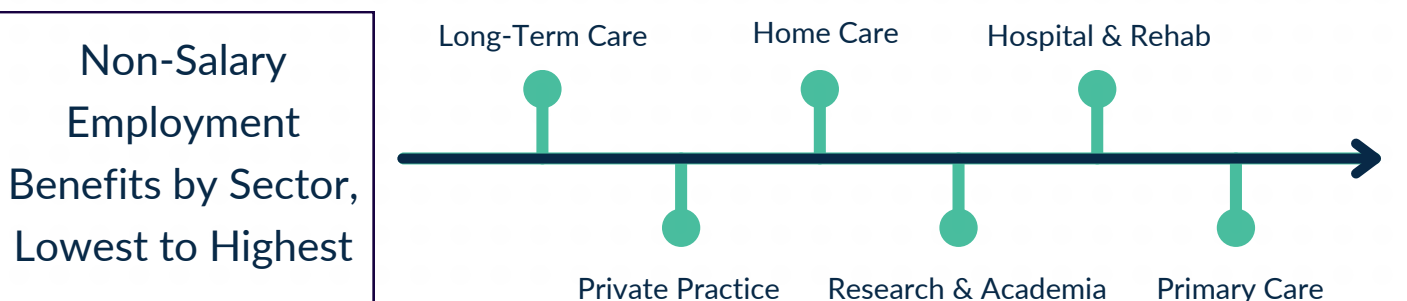 Non-Salary
Employment
Benefits by Sector,
Lowest to Highest
Long-Term Care
Home Care
Hospital & Rehab
Private Practice
Research & Academia
Primary Care